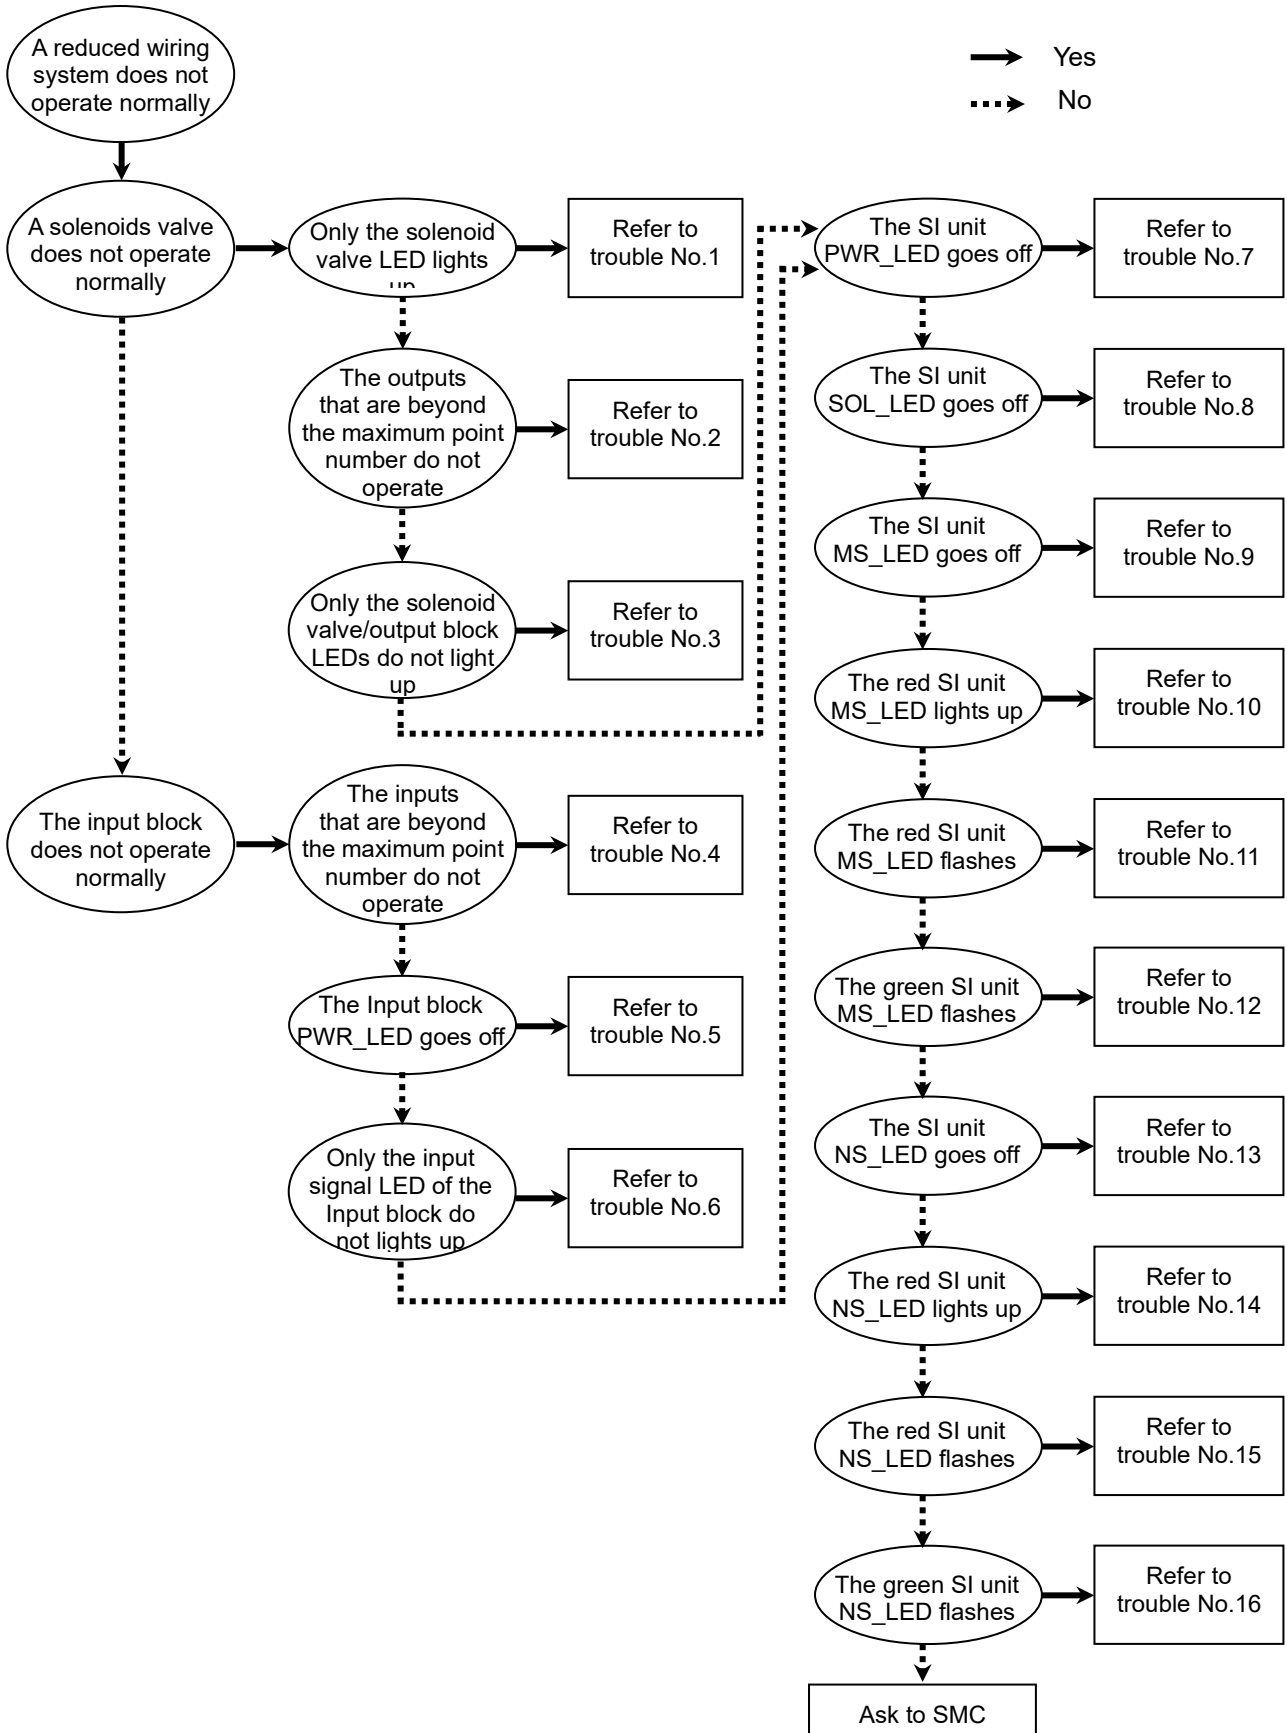 A reduced wiring
system does not
operate normally
Yes
No
A solenoids valve
does not operate
normally
Only the solenoid
valve LED lights
up
Refer to
trouble No.1
The outputs
that are beyond
the maximum point
number do not
operate
Refer to
trouble No.2
Only the solenoid
valve/output block
LEDs do not light
up
Refer to
trouble No.3
The input block
does not operate
normally
The inputs
that are beyond
the maximum point
number do not
operate
Refer to
trouble No.4
The Input block
PWR_LED goes off
Refer to
trouble No.5
Only the input
signal LED of the
Input block do
not lights up
Refer to
trouble No.6
The SI unit
PWR_LED goes off
Refer to
trouble No.7
The SI unit
SOL_LED goes off
Refer to
trouble No.8
The SI unit
MS_LED goes off
Refer to
trouble No.9
The red SI unit
MS_LED lights up
Refer to
trouble No.10
The red SI unit
MS_LED flashes
Refer to
trouble No.11
The green SI unit
MS_LED flashes
Refer to
trouble No.12
The SI unit
NS_LED goes off
Refer to
trouble No.13
The red SI unit
NS_LED lights up
Refer to
trouble No.14
The red SI unit
NS_LED flashes
Refer to
trouble No.15
The green SI unit
NS_LED flashes
Refer to
trouble No.16
Ask to SMC